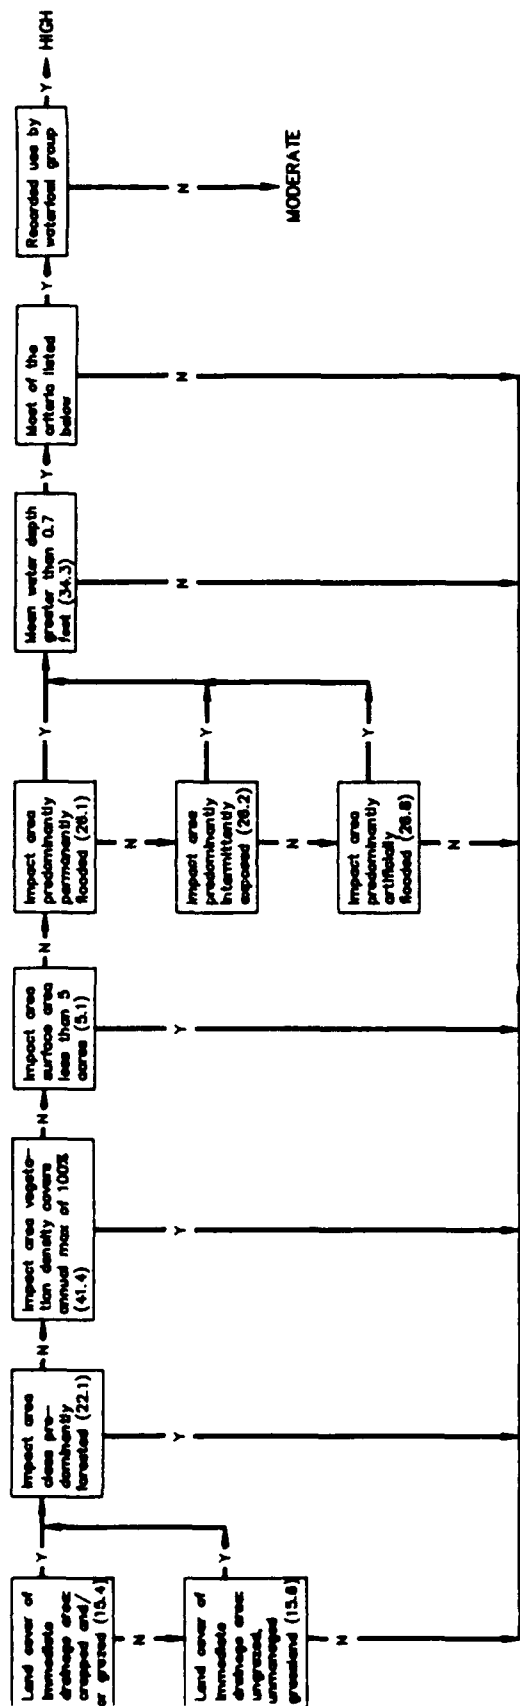 Land cover of
immediate
drainage area:
cropped and/
or grazed (15.4)
Y
N
Land cover of
immediate
drainage area:
ungrazed,
unmanaged
grassland (15.8)
Y
N
Impact area
class pre-
dominantly
forested (22.1)
N
Y
Impact area vegeta-
tion density covers
annual max of 100%
(41.4)
N
Y
Impact area
surface area
less than 5
acres (5.1)
N
Y
Impact area
predominantly
permanently
flooded (26.1)
Y
N
Impact area
predominantly
intermittently
exposed (26.2)
Y
N
Impact area
predominantly
artificially
flooded (26.8)
Y
N
Mean water depth
greater than 0.7
feet (34.3)
Y
N
Most of the
criteria listed
below
Y
N
Recorded use by
waterfowl group
Y
HIGH
N
MODERATE